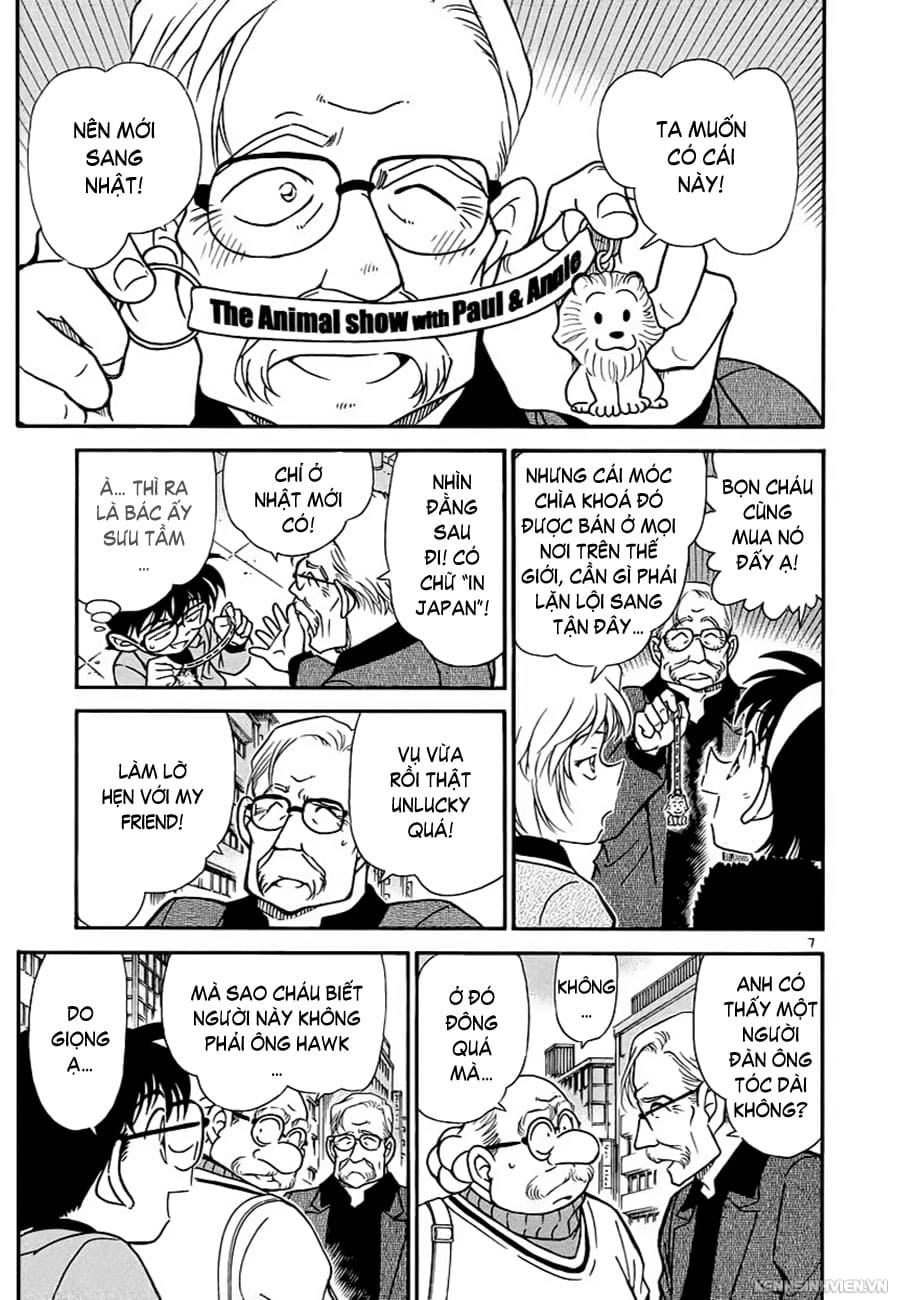 TA MUỐN
CÓ CÁI
NÀY!
NÊN MỚI
SANG
NHẬT!
The Animal show with Paul & Annie
BỌN CHÁU
CŨNG
MUA NÓ
ĐẤY Ạ!
NHƯNG CÁI MÓC
CHÌA KHOÁ ĐÓ
ĐƯỢC BÁN Ở MỌI
NƠI TRÊN THẾ
GIỚI, CẦN GÌ PHẢI
LẶN LỘI SANG
TẬN ĐÂY...
NHÌN
ĐẰNG
SAU
ĐI! CÓ
CHỮ "IN
JAPAN"!
CHÍ Ở
NHẬT MỚI
CÓ!
À... THÌ RA
LÀ BÁC ẤY
SƯU TẦM
...
VỤ VỪA
RỒI THẬT
UNLUCKY
QUÁ!
LÀM LỠ
HẸN VỚI MY
FRIEND!
7
ANH CÓ
THẤY MỘT
NGƯỜI
ĐÀN ÔNG
TÓC DÀI
KHÔNG?
KHÔNG
...
Ở ĐÓ
ĐÔNG
QUÁ
MÀ...
MÀ SAO CHÁU BIẾT
NGƯỜI NÀY KHÔNG
PHẢI ÔNG HAWK
...
DO
GIỌNG
Ạ...
KENHSINHVIEN.VN